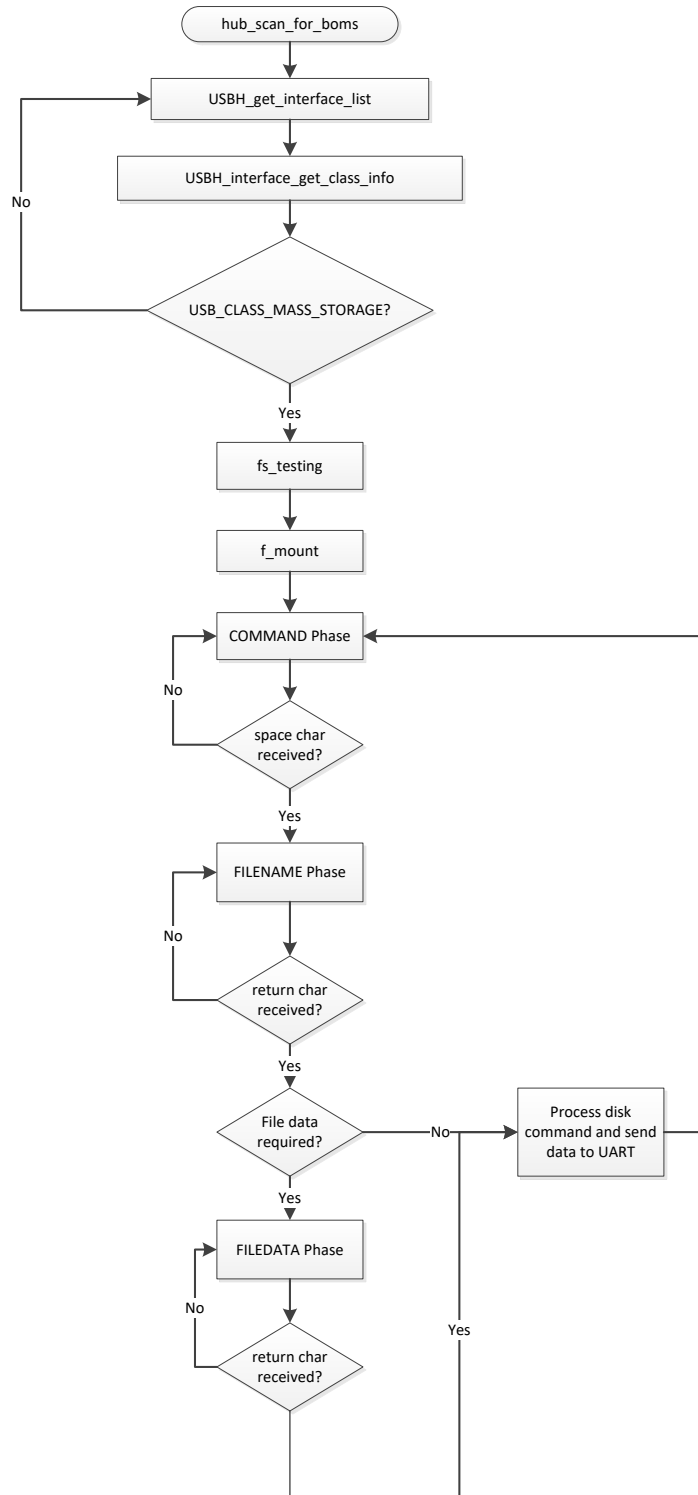 hub_scan_for_boms
USBH_get_interface_list
USBH_interface_get_class_info
No
USB_CLASS_MASS_STORAGE?
Yes
fs_testing
f_mount
COMMAND Phase
No
space char
received?
Yes
FILENAME Phase
No
return char
received?
Yes
File data
required?
No
Process disk
command and send
data to UART
Yes
FILEDATA Phase
No
Yes
return char
received?